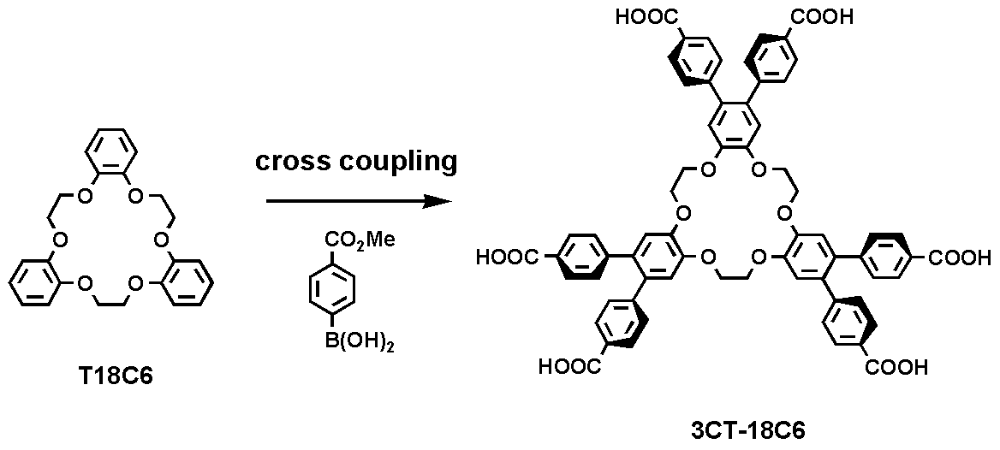 HOOC COOH
cross coupling
O O O O
O O O O
CO₂Me
HOOC O O COOH
O O
B(OH)₂
HOOC COOH
T18C6
3CT-18C6